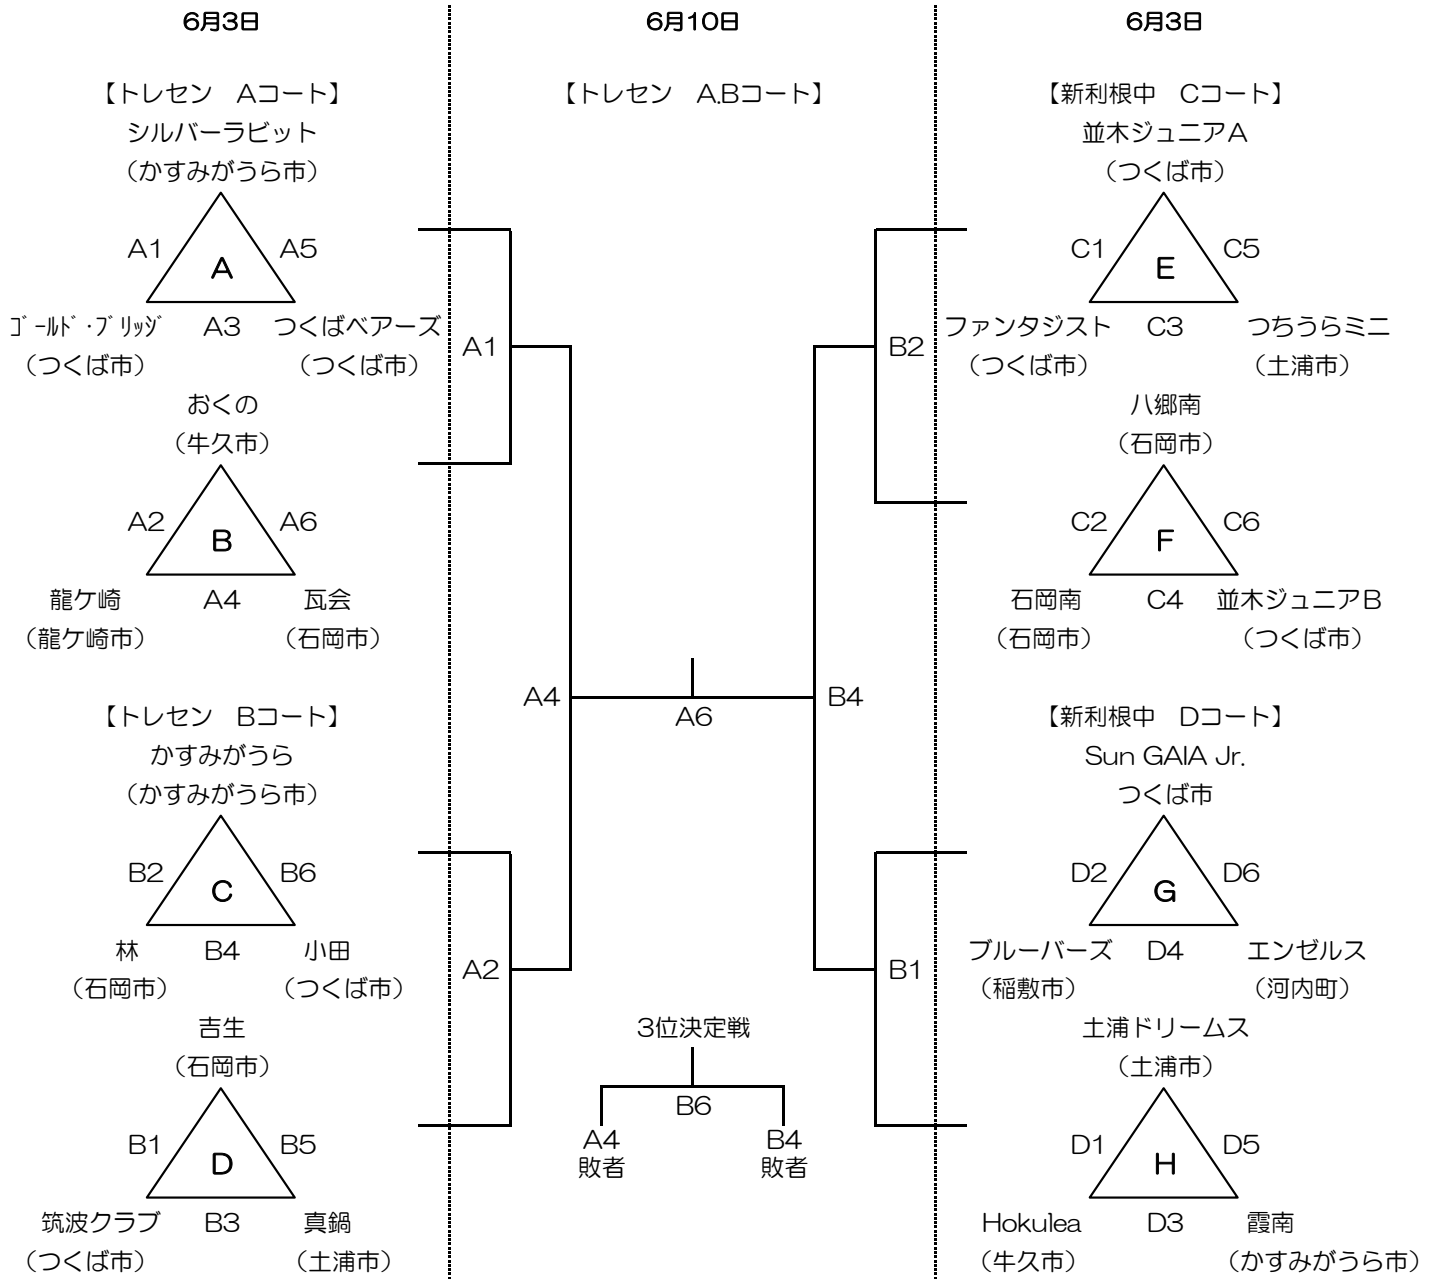 6月3日
【トレセン　Aコート】
シルバーラビット
（かすみがうら市）
A1
A
A5
ｺﾞｰﾙﾄﾞ・ﾌﾞﾘｯｼﾞ
A3
つくばベアーズ
（つくば市）
（つくば市）
おくの
（牛久市）
A2
B
A6
龍ケ崎
A4
瓦会
（龍ケ崎市）
（石岡市）
【トレセン　Bコート】
かすみがうら
（かすみがうら市）
B2
C
B6
林
B4
小田
（石岡市）
（つくば市）
吉生
（石岡市）
B1
D
B5
筑波クラブ
B3
真鍋
（つくば市）
（土浦市）
6月10日
【トレセン　A.Bコート】
A1
B2
A4
A6
B4
A2
B1
3位決定戦
B6
A4
敗者
B4
敗者
6月3日
【新利根中　Cコート】
並木ジュニアA
（つくば市）
C1
E
C5
ファンタジスト
C3
つちうらミニ
（つくば市）
（土浦市）
八郷南
（石岡市）
C2
F
C6
石岡南
C4
並木ジュニアB
（石岡市）
（つくば市）
【新利根中　Dコート】
Sun GAIA Jr.
つくば市
D2
G
D6
ブルーバーズ
D4
エンゼルス
（稲敷市）
（河内町）
土浦ドリームス
（土浦市）
D1
H
D5
Hokulea
D3
霞南
（牛久市）
（かすみがうら市）